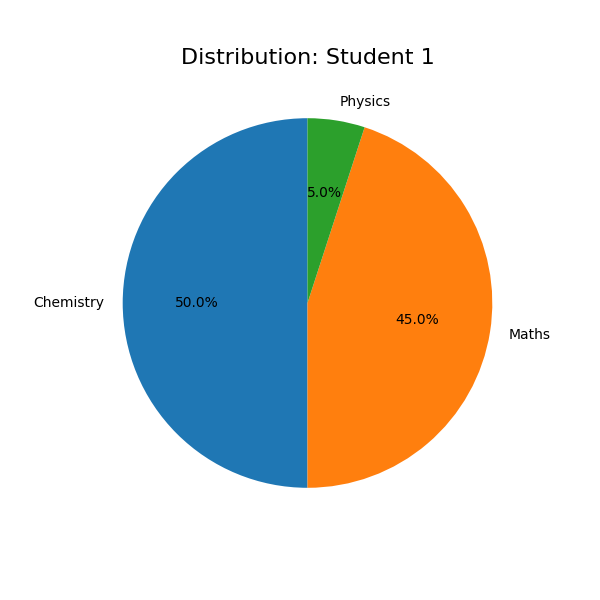 Distribution: Student 1
Physics
5.0%
Chemistry
50.0%
45.0%
Maths